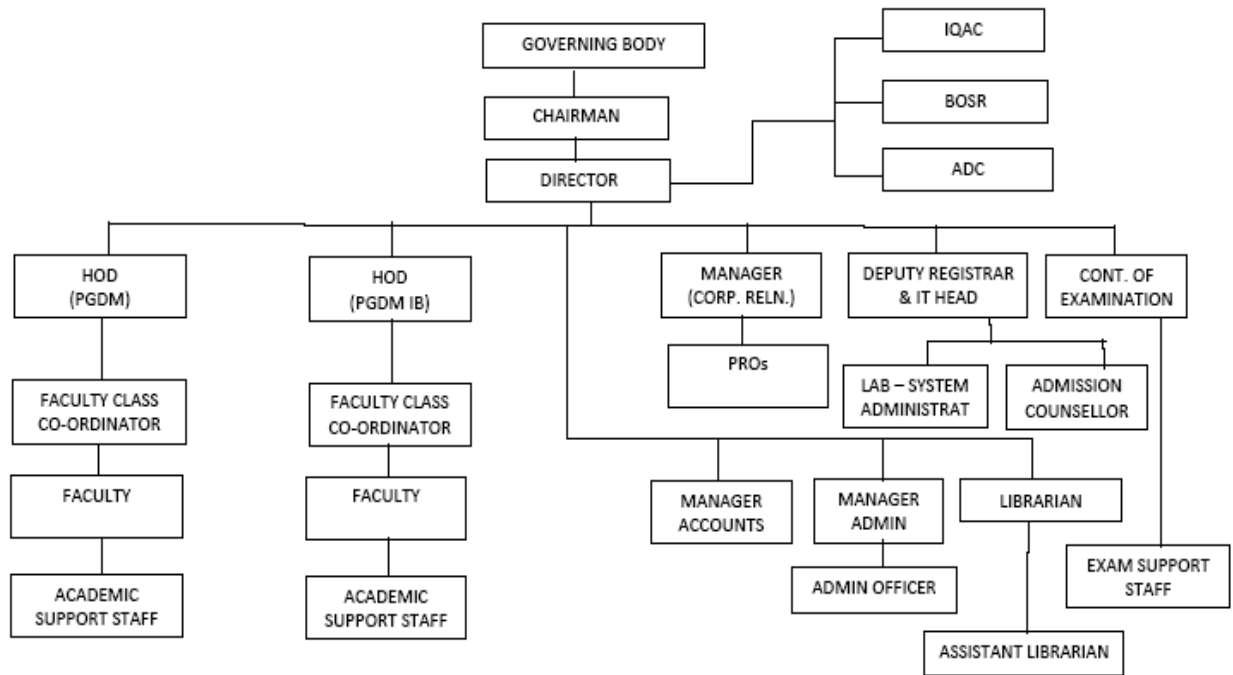 GOVERNING BODY
CHAIRMAN
DIRECTOR
IQAC
BOSR
ADC
HOD
(PGDM)
HOD
(PGDM IB)
MANAGER
(CORP. RELN.)
DEPUTY REGISTRAR
& IT HEAD
CONT. OF
EXAMINATION
PROs
LAB – SYSTEM
ADMINISTRAT
ADMISSION
COUNSELLOR
FACULTY CLASS
CO-ORDINATOR
FACULTY CLASS
CO-ORDINATOR
FACULTY
FACULTY
MANAGER
ACCOUNTS
MANAGER
ADMIN
LIBRARIAN
ACADEMIC
SUPPORT STAFF
ACADEMIC
SUPPORT STAFF
ADMIN OFFICER
EXAM SUPPORT
STAFF
ASSISTANT LIBRARIAN